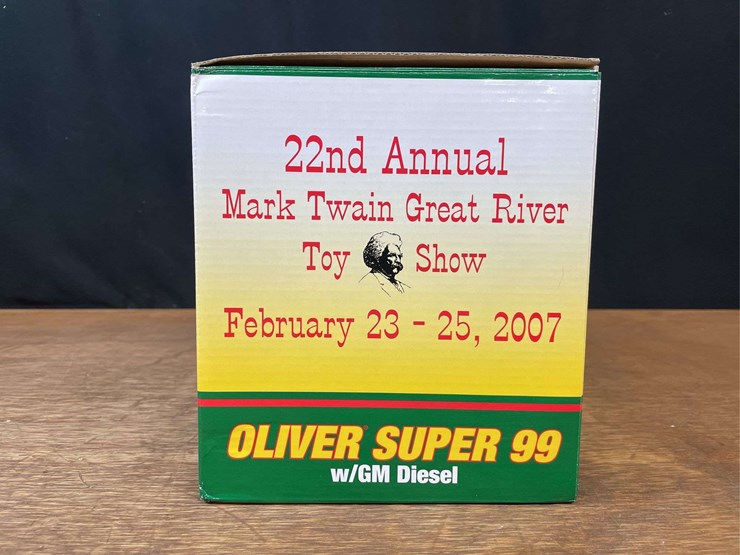 22nd Annual
Mark Twain Great River
Toy Show
February 23 - 25, 2007
OLIVER® SUPER 99
w/GM Diesel